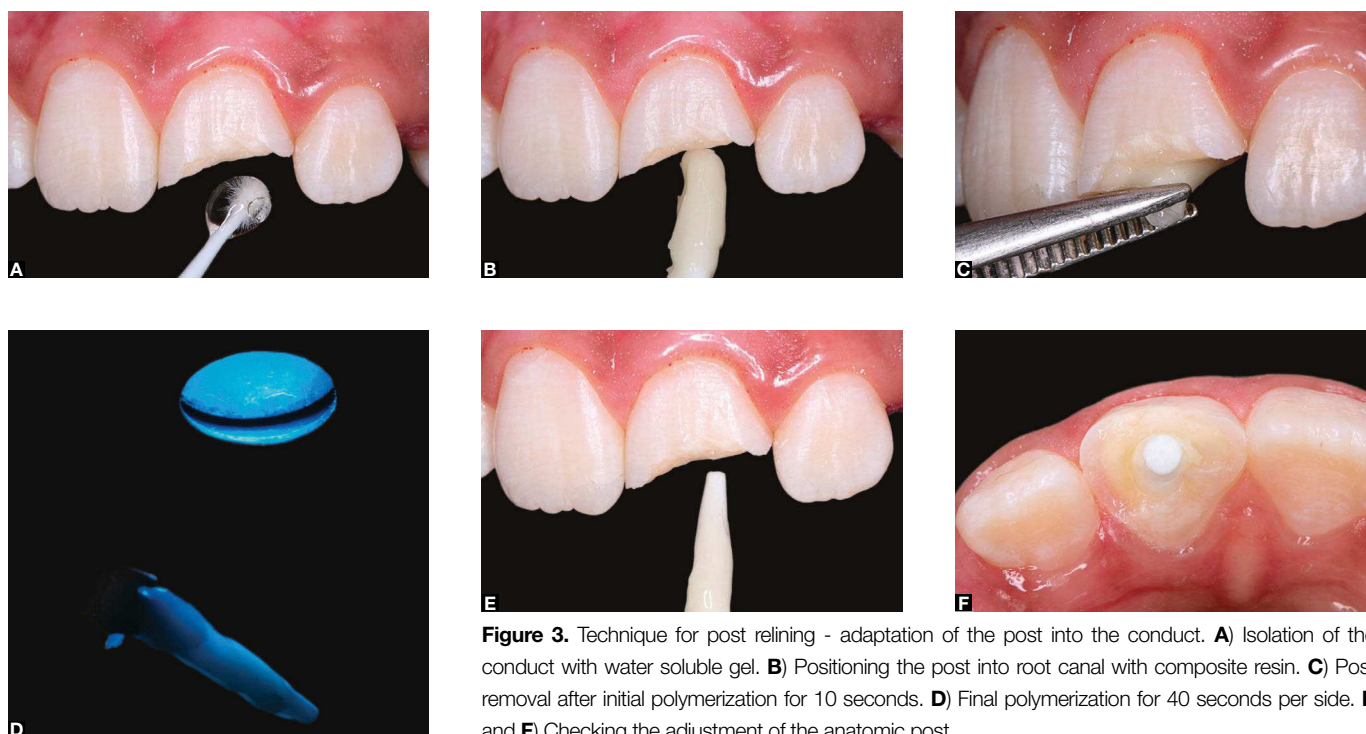 A
B
C
D
E
F
Figure 3. Technique for post relining - adaptation of the post into the conduct. A) Isolation of the
conduct with water soluble gel. B) Positioning the post into root canal with composite resin. C) Pos
removal after initial polymerization for 10 seconds. D) Final polymerization for 40 seconds per side.
and F) Checking the adjustment of the anatomic post